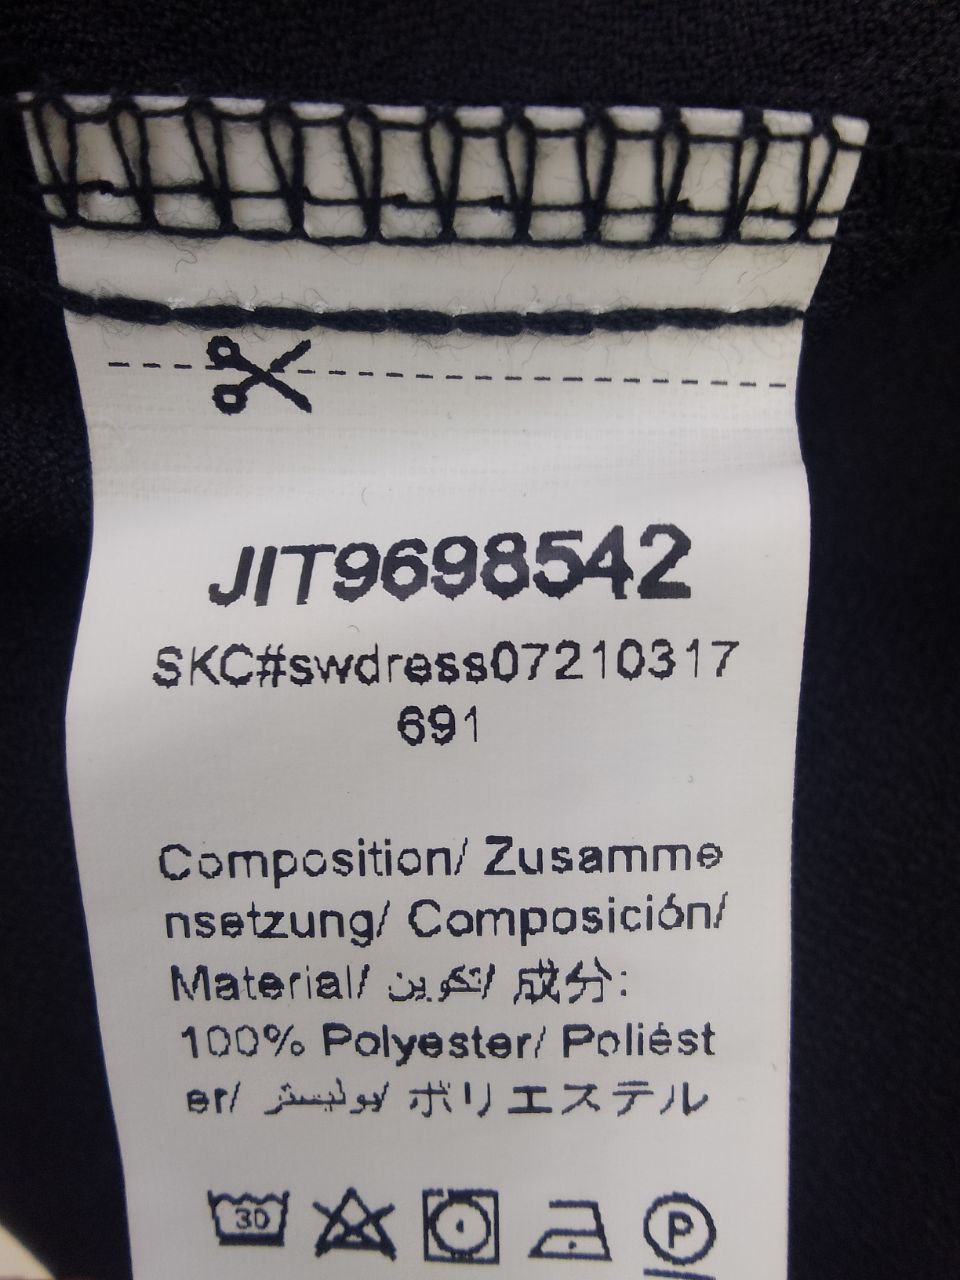 JIT9698542
SKC#swdress07210317
691
Composition/ Zusamme
nsetzung/ Composición/
Material/ تكوين/ 成分:
100% Polyester/ Poliést
er/ بوليستر/ ポリエステル
30
P